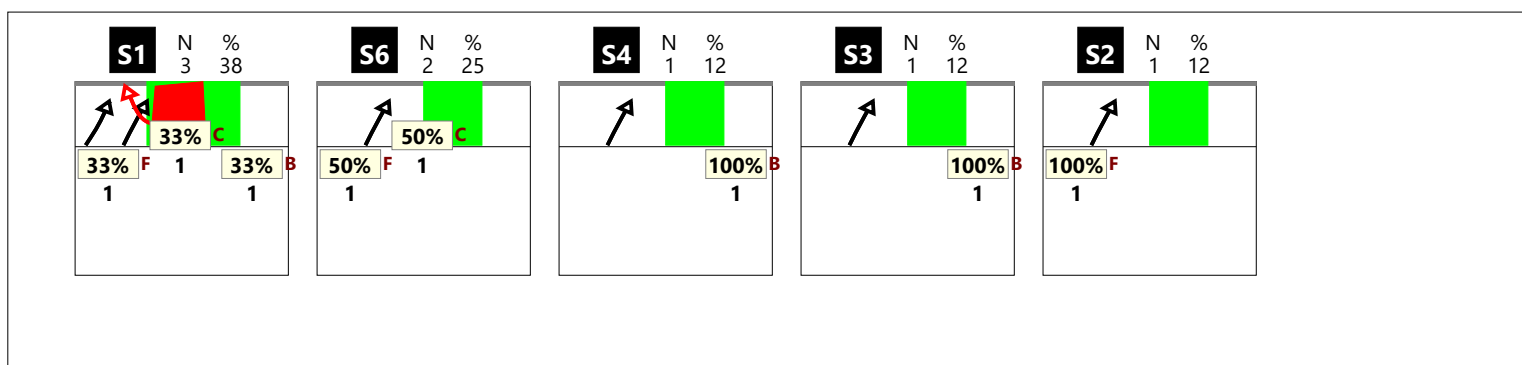 S1 N % S6 N % S4 N % S3 N % S2 N %
3 38 2 25 1 12 1 12 1 12
33% C 50% C
33% F 1 33% B 50% F 1 100% B 100% B 100% F
1 1 1 1 1 1